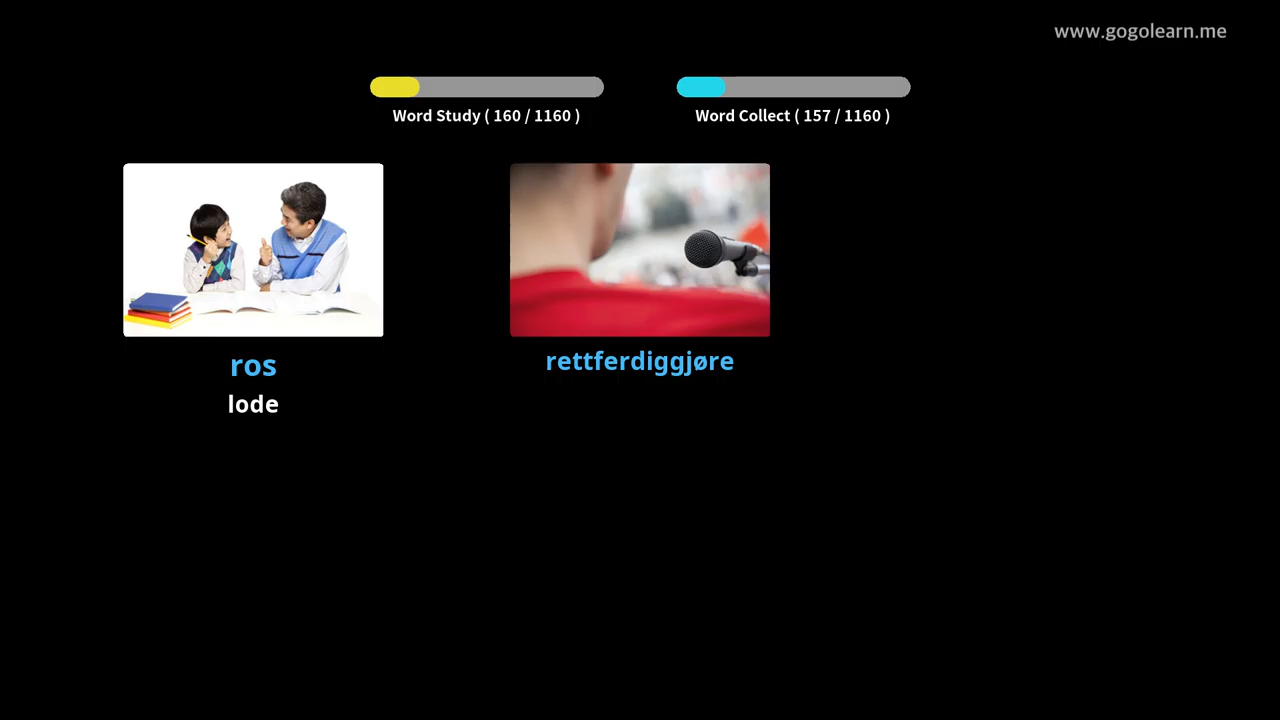 www.gogolearn.me
Word Study ( 160 / 1160 )
Word Collect ( 157 / 1160 )
ros
rettferdiggjøre
lode